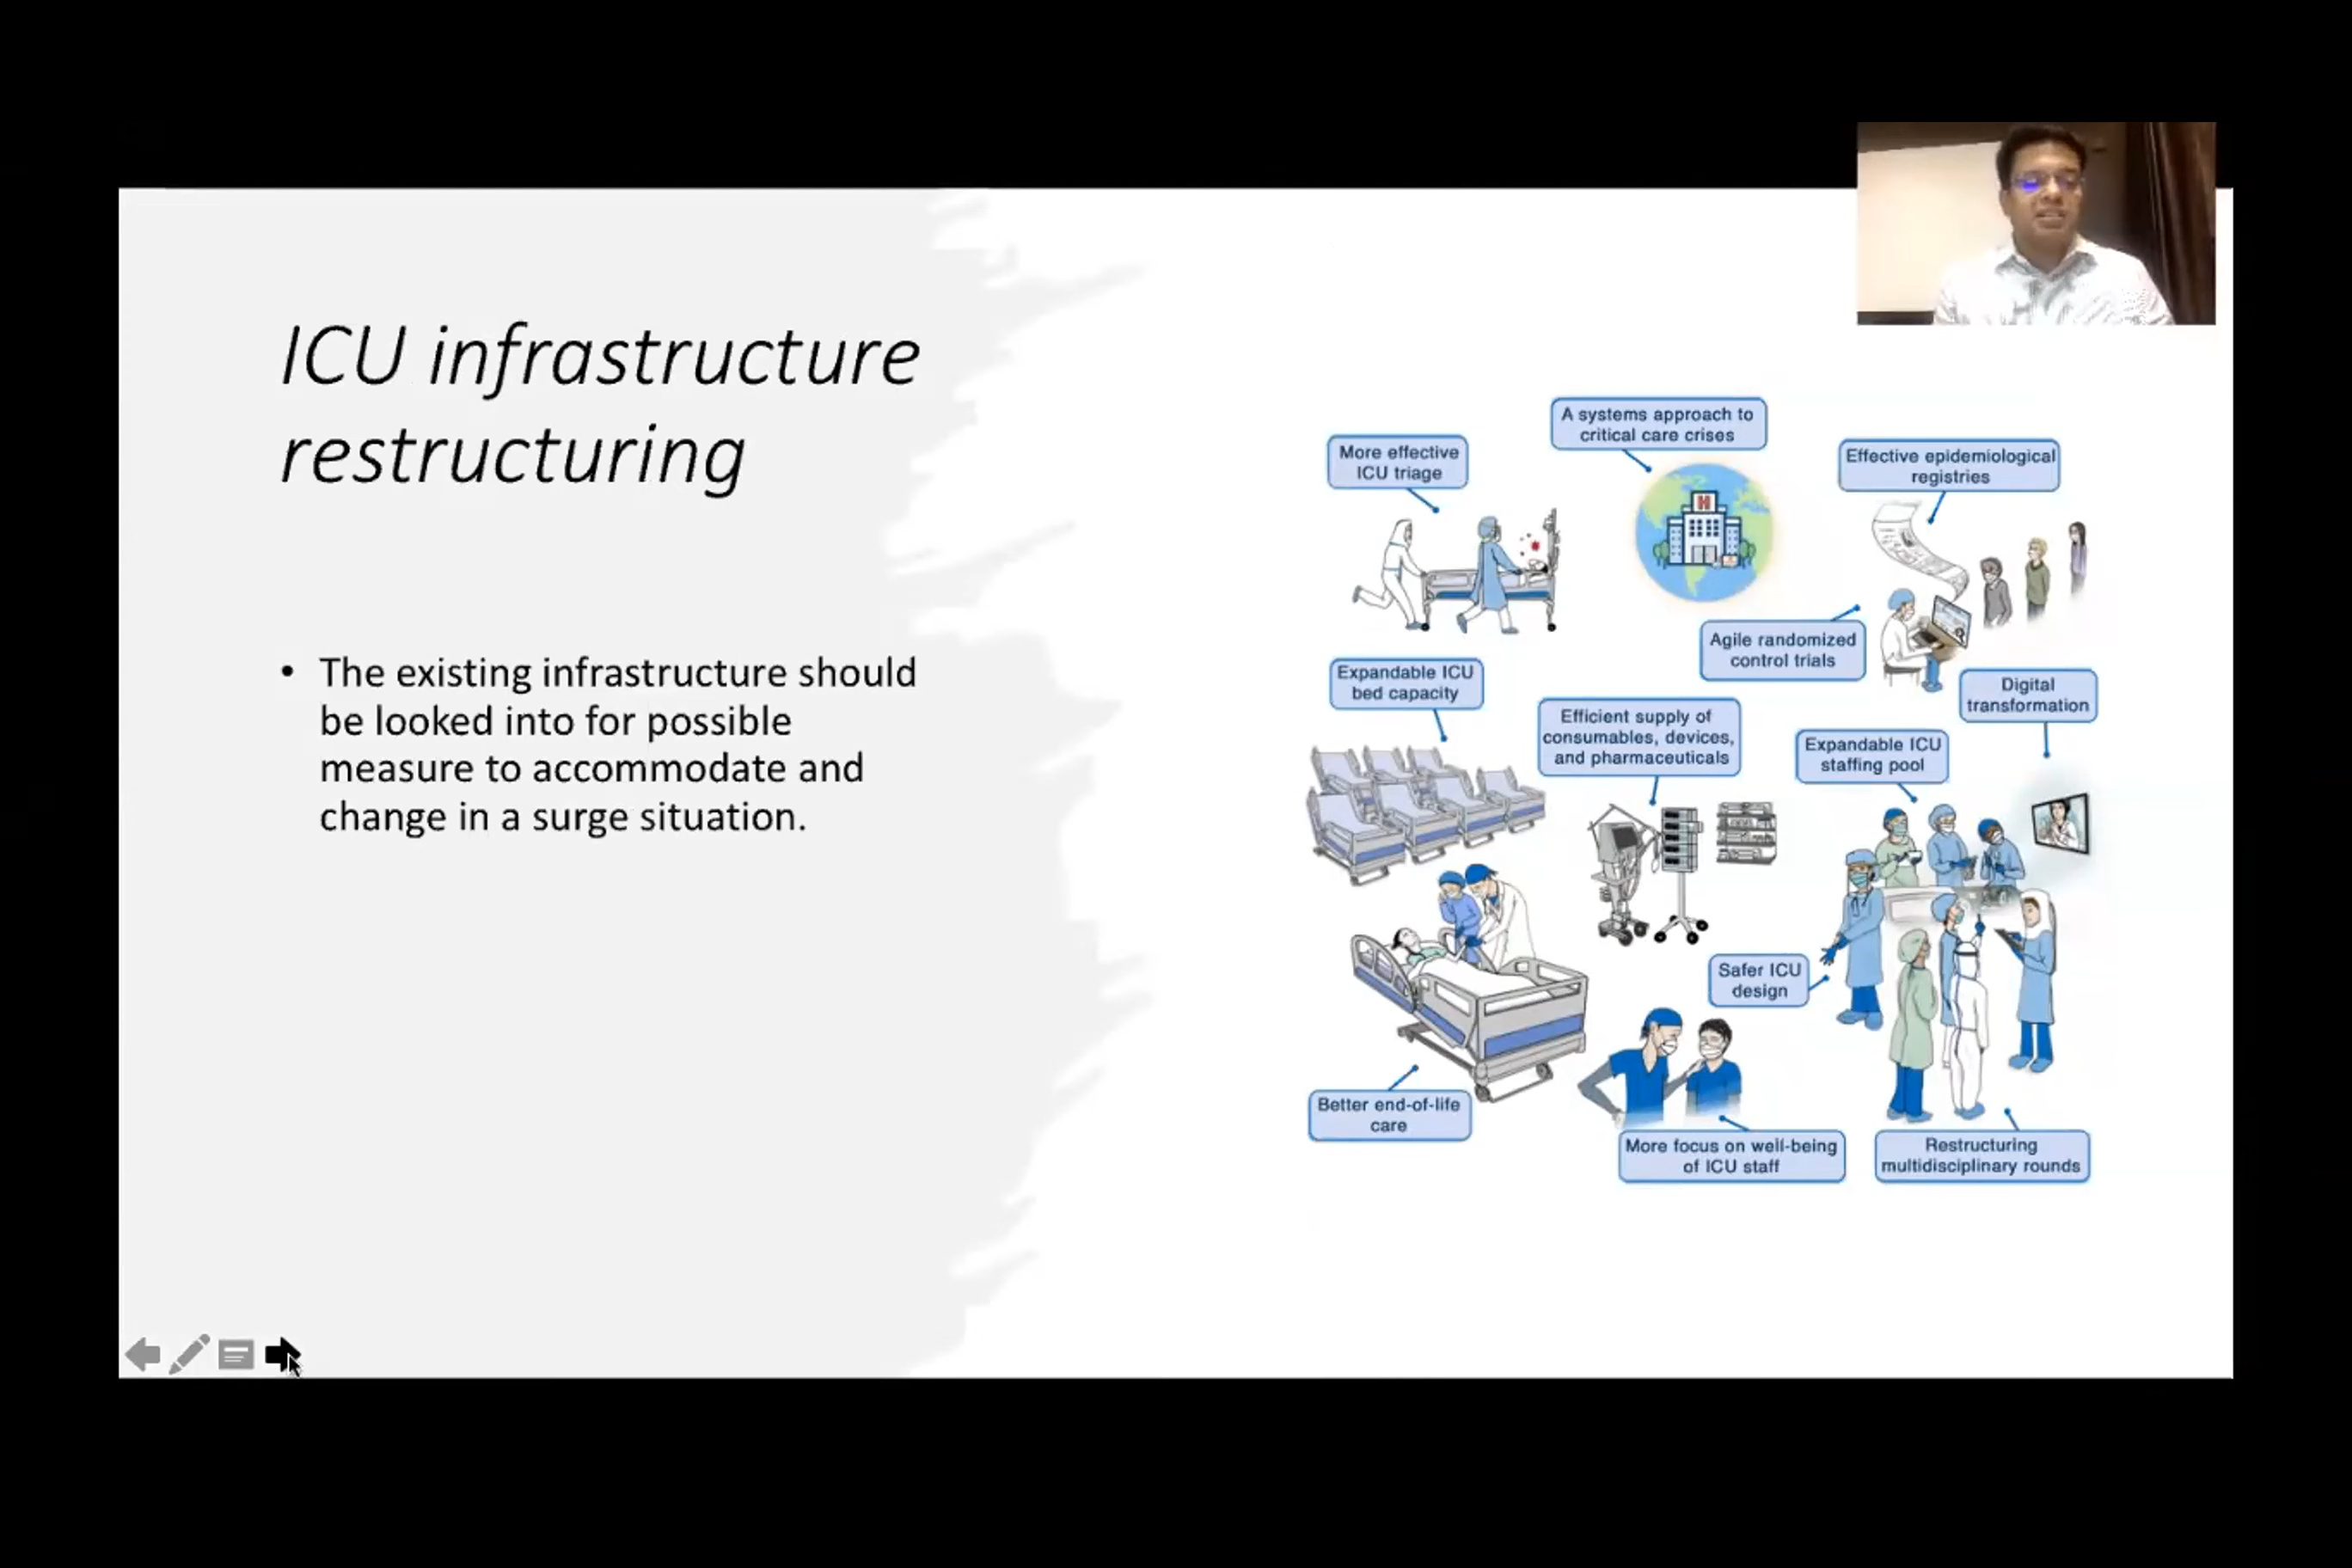 ICU infrastructure
restructuring
• The existing infrastructure should
be looked into for possible
measure to accommodate and
change in a surge situation.
A systems approach to
critical care crises
More effective
ICU triage
Effective epidemiological
registries
H
Agile randomized
control trials
Expandable ICU
bed capacity
Digital
transformation
Efficient supply of
consumables, devices,
and pharmaceuticals
Expandable ICU
staffing pool
Safer ICU
design
Better end-of-life
care
More focus on well-being
of ICU staff
Restructuring
multidisciplinary rounds